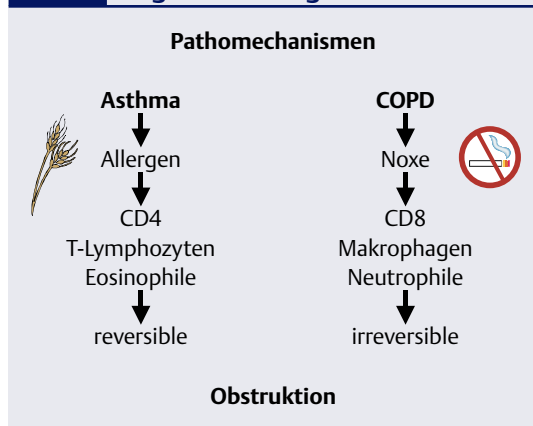 Pathomechanismen
Asthma COPD
Allergen Noxe
CD4 CD8
T-Lymphozyten Makrophagen
Eosinophile Neutrophile
reversible irreversible
Obstruktion